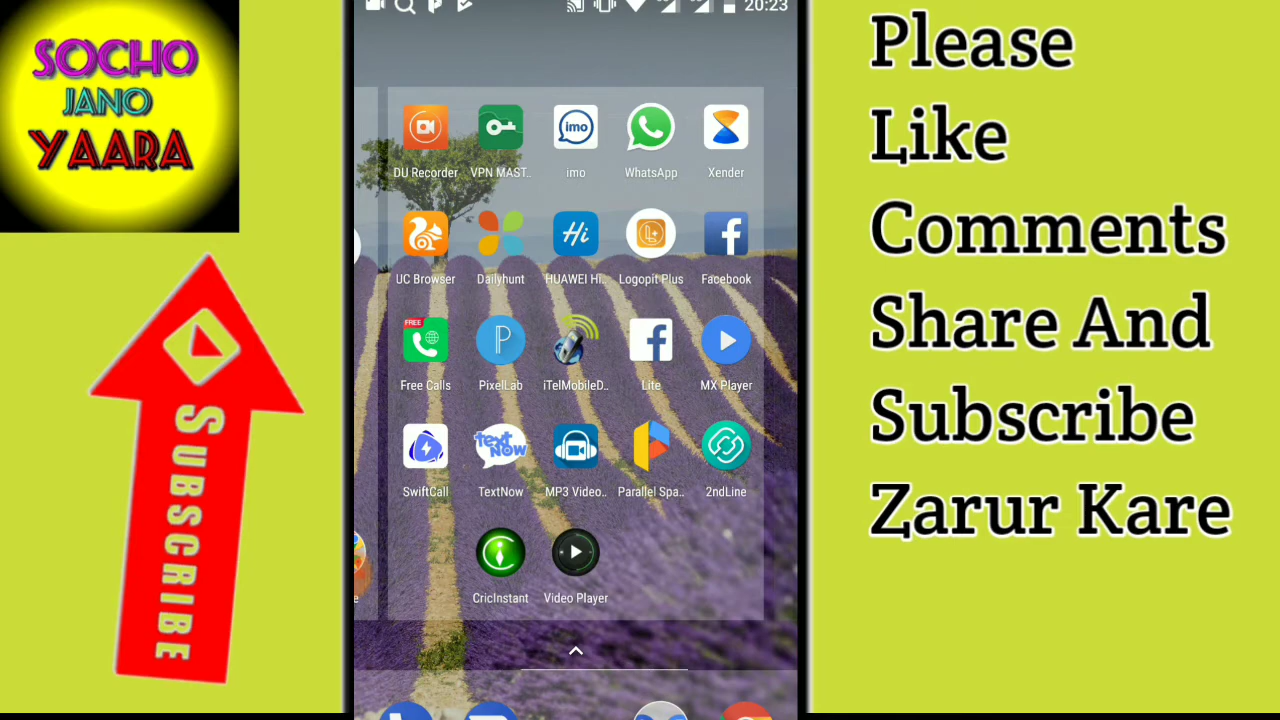 SOCHO
JANO
YAARA
SUBSCRIBE
20:23
DU Recorder
VPN MAST..
imo
imo
WhatsApp
Xender
UC Browser
Dailyhunt
Hi
HUAWEI Hi..
L+
Logopit Plus
f
Facebook
FREE
Free Calls
P
PixelLab
iTelMobileD..
f
Lite
MX Player
SwiftCall
text
NOW
TextNow
MP3 Video..
Parallel Spa..
2ndLine
CricInstant
Video Player
e
Please
Like
Comments
Share And
Subscribe
Zarur Kare